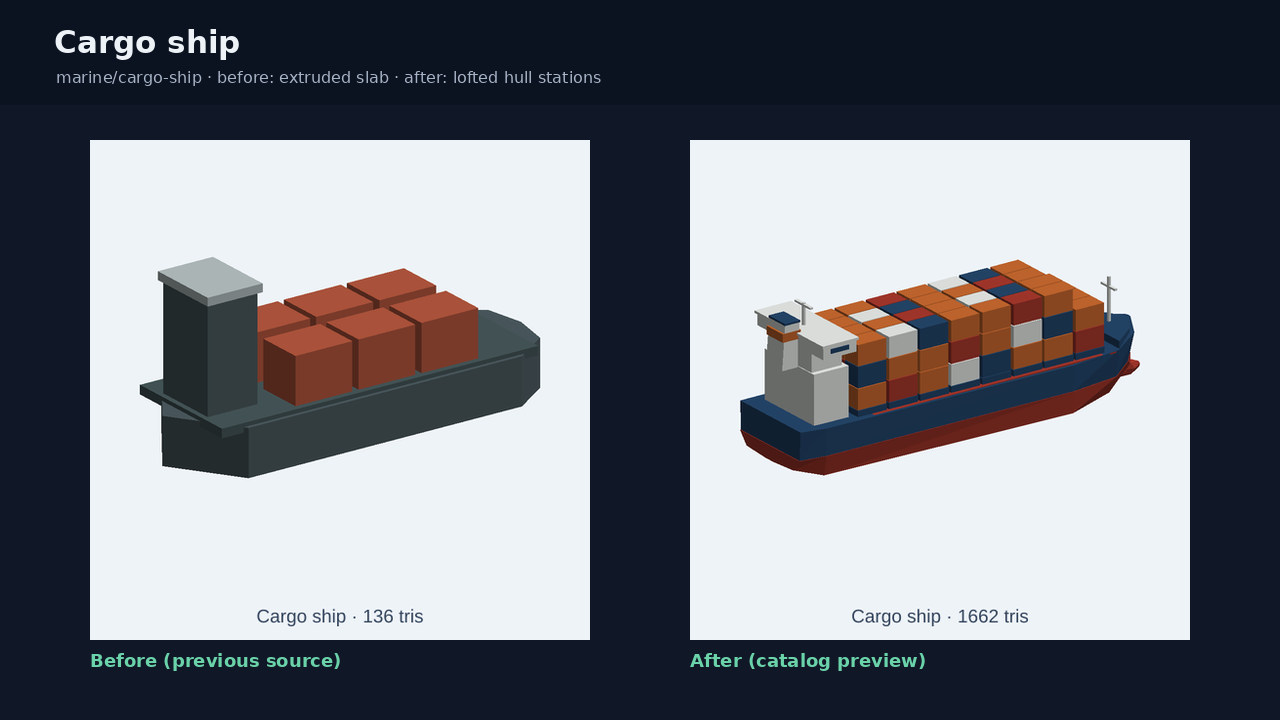 Cargo ship
marine/cargo-ship · before: extruded slab · after: lofted hull stations
Cargo ship · 136 tris
Cargo ship · 1662 tris
Before (previous source)
After (catalog preview)